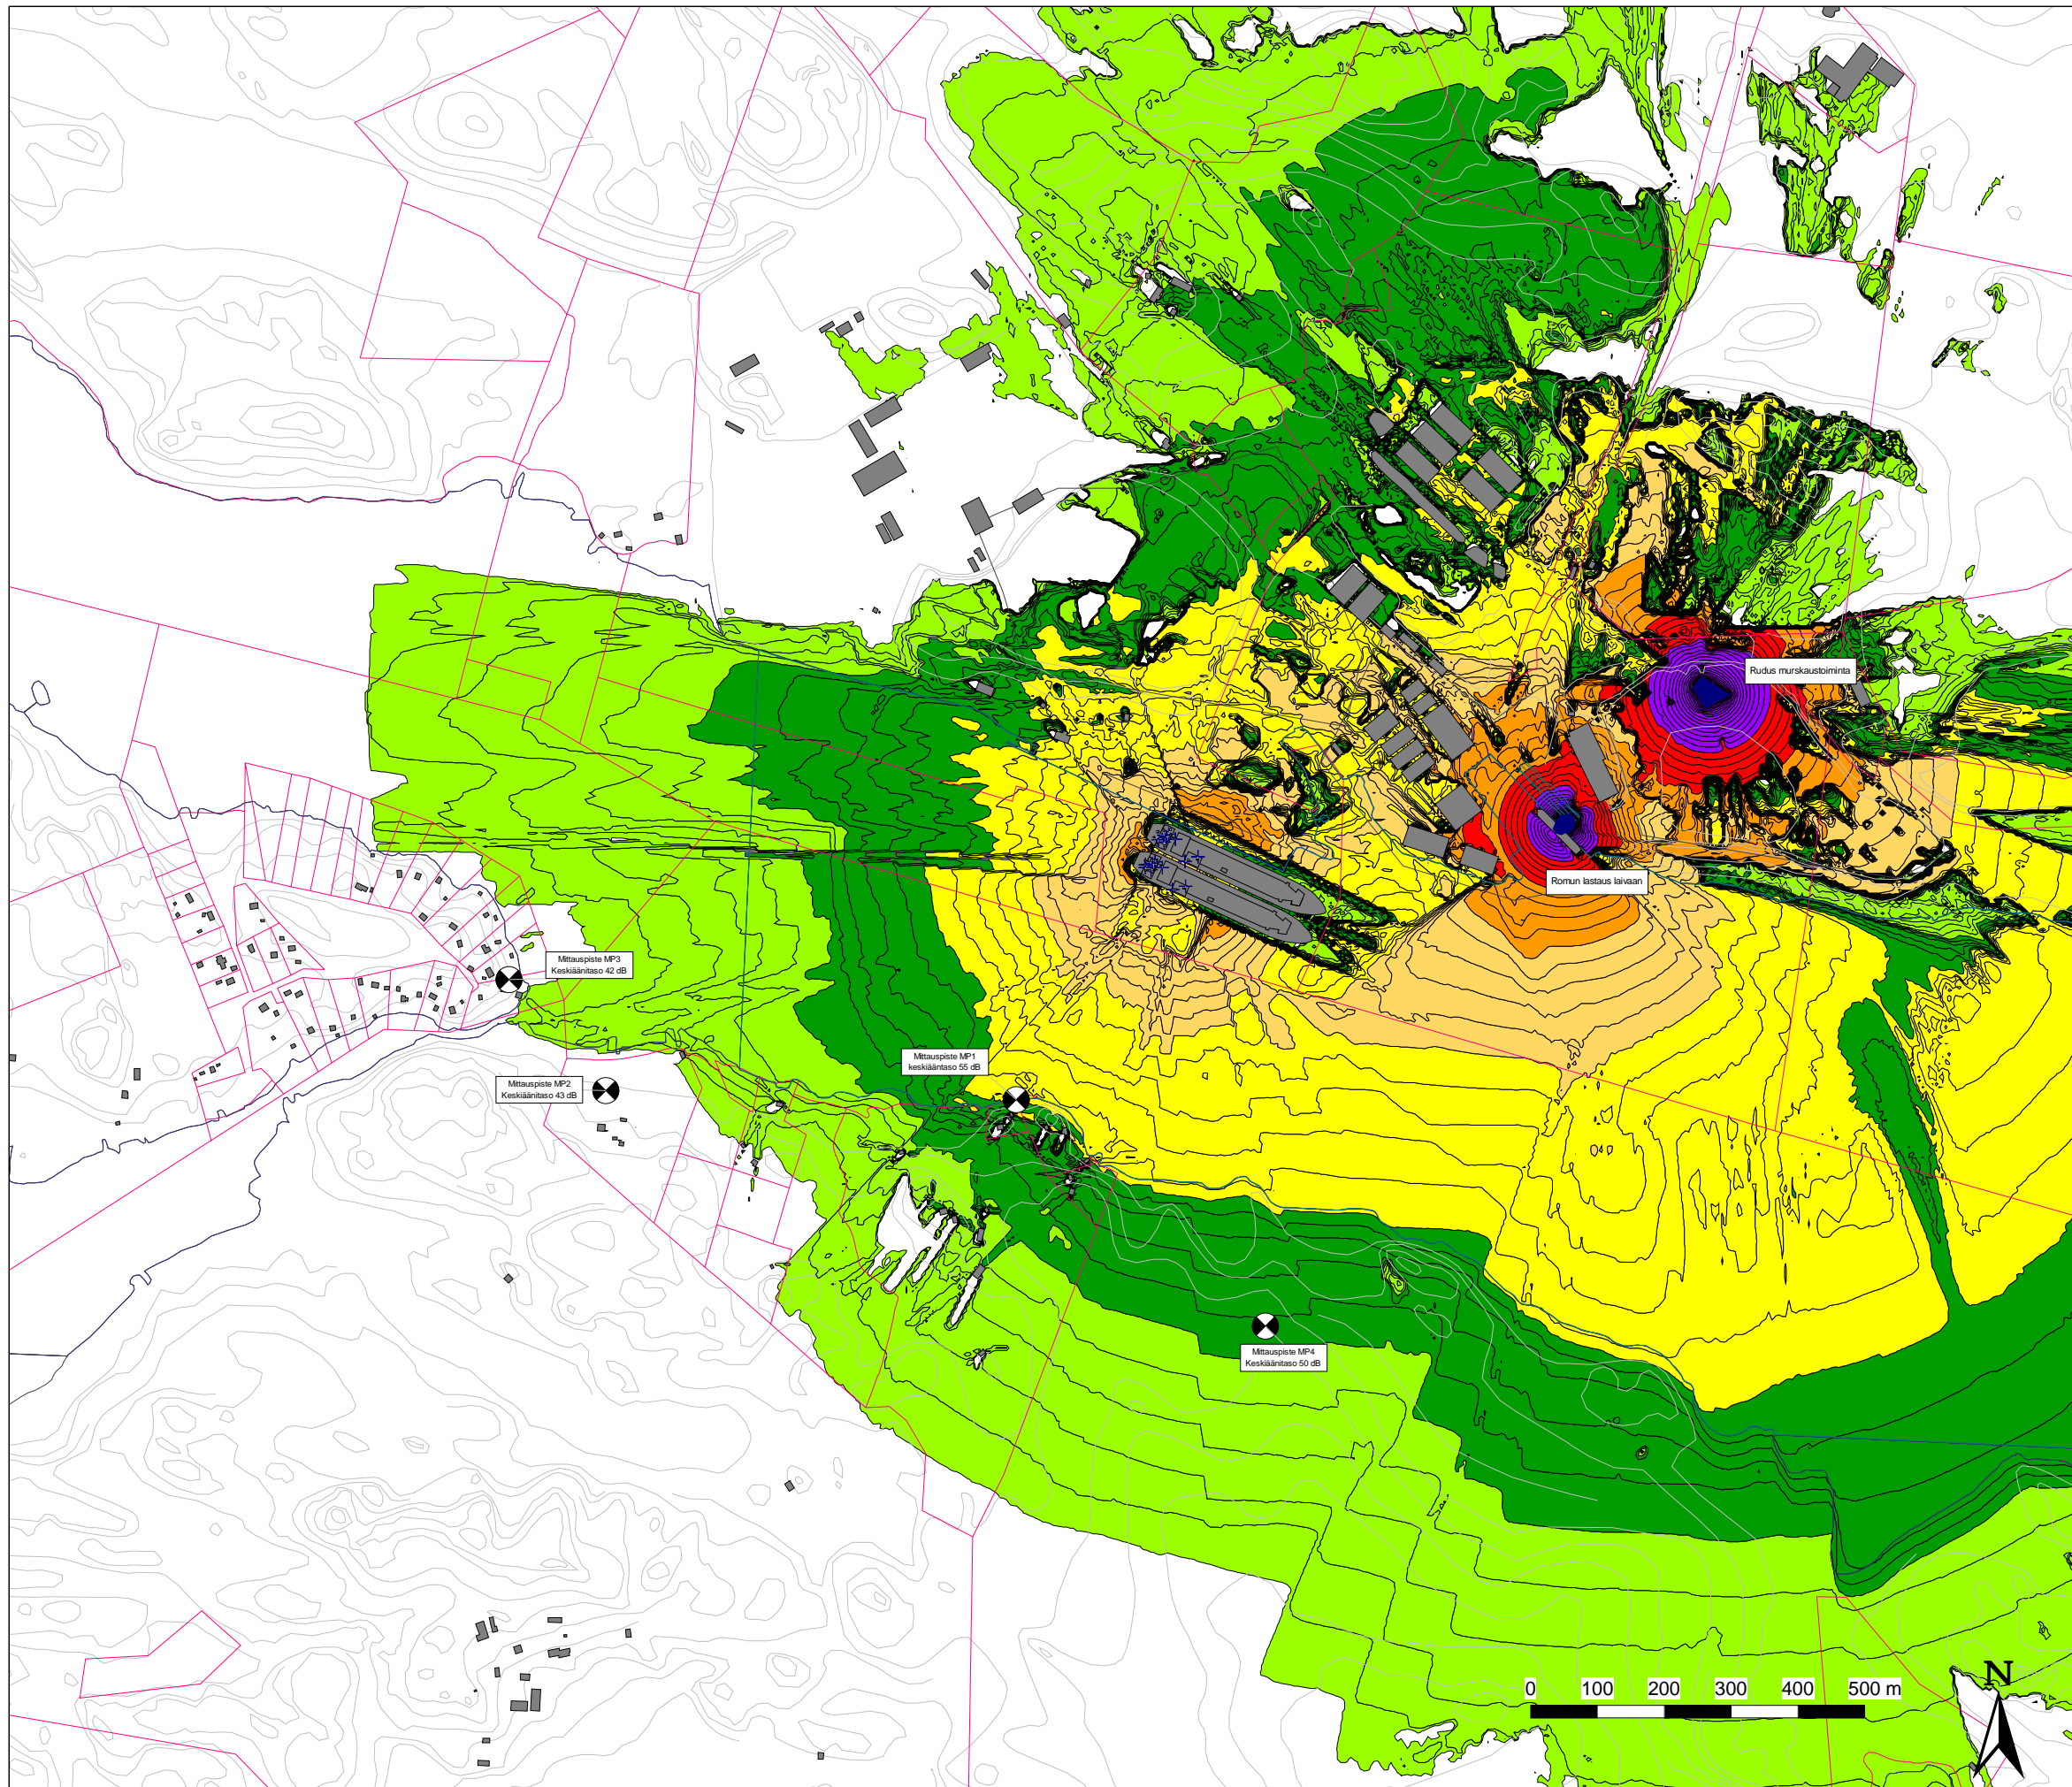 Rudus murskaustoiminta
Romun lastaus laivaan
Mittauspiste MP3
Keskiäänitaso 42 dB
Mittauspiste MP1
keskiääntaso 55 dB
Mittauspiste MP2
Keskiäänitaso 43 dB
Mittauspiste MP4
Keskiäänitaso 50 dB
N
0 100 200 300 400 500 m